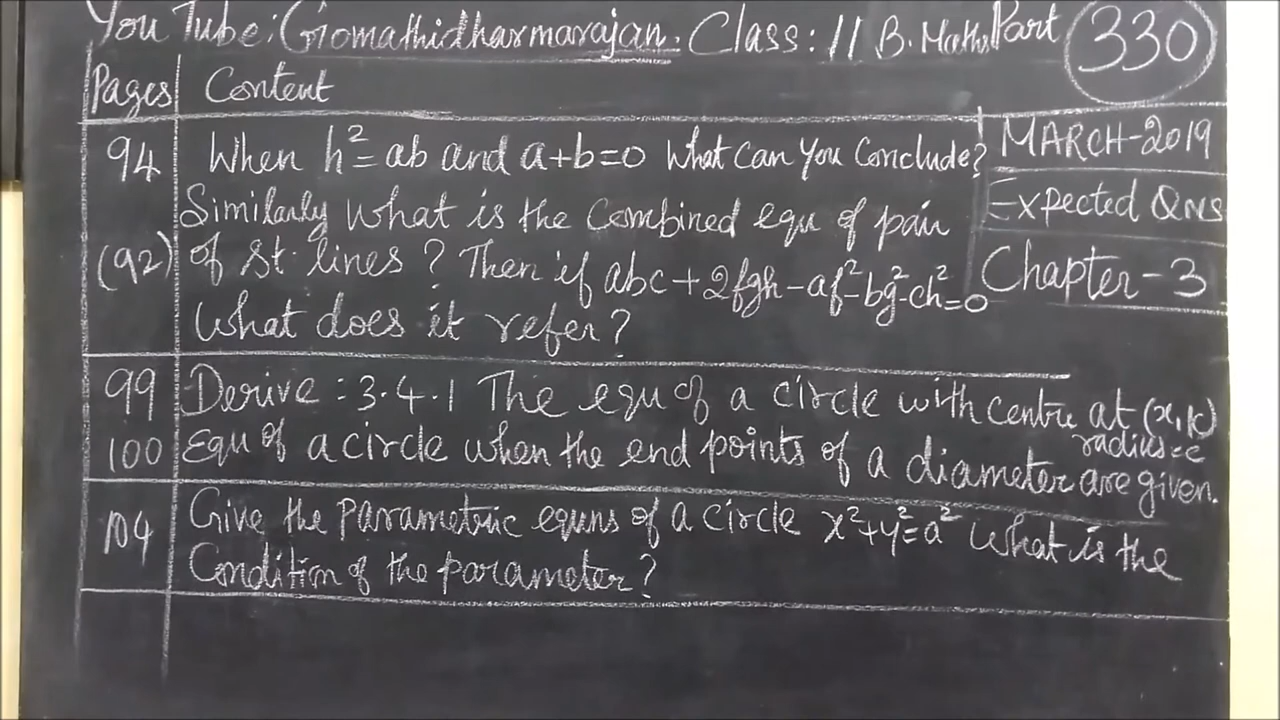 You Tube: Gomathidharmarajan. Class: 11 B. Maths Part 330
Pages Content
MARCH-2019
Expected QNS
Chapter-3
94 When h²=ab and a+b=0 What can you Conclude?
Similarly What is the Combined equ of pair
(92) of st. lines? Then if abc+2fgh-af²-bg²-ch²=0
What does it refer?
99 Derive: 3.4.1 The equ of a circle with centre at (x,k)
radius=c
100 Equ of a circle when the end points of a diameter are given.
104 Give the parametric equns of a circle x²+y²=a² What is the
Condition of the parameter?